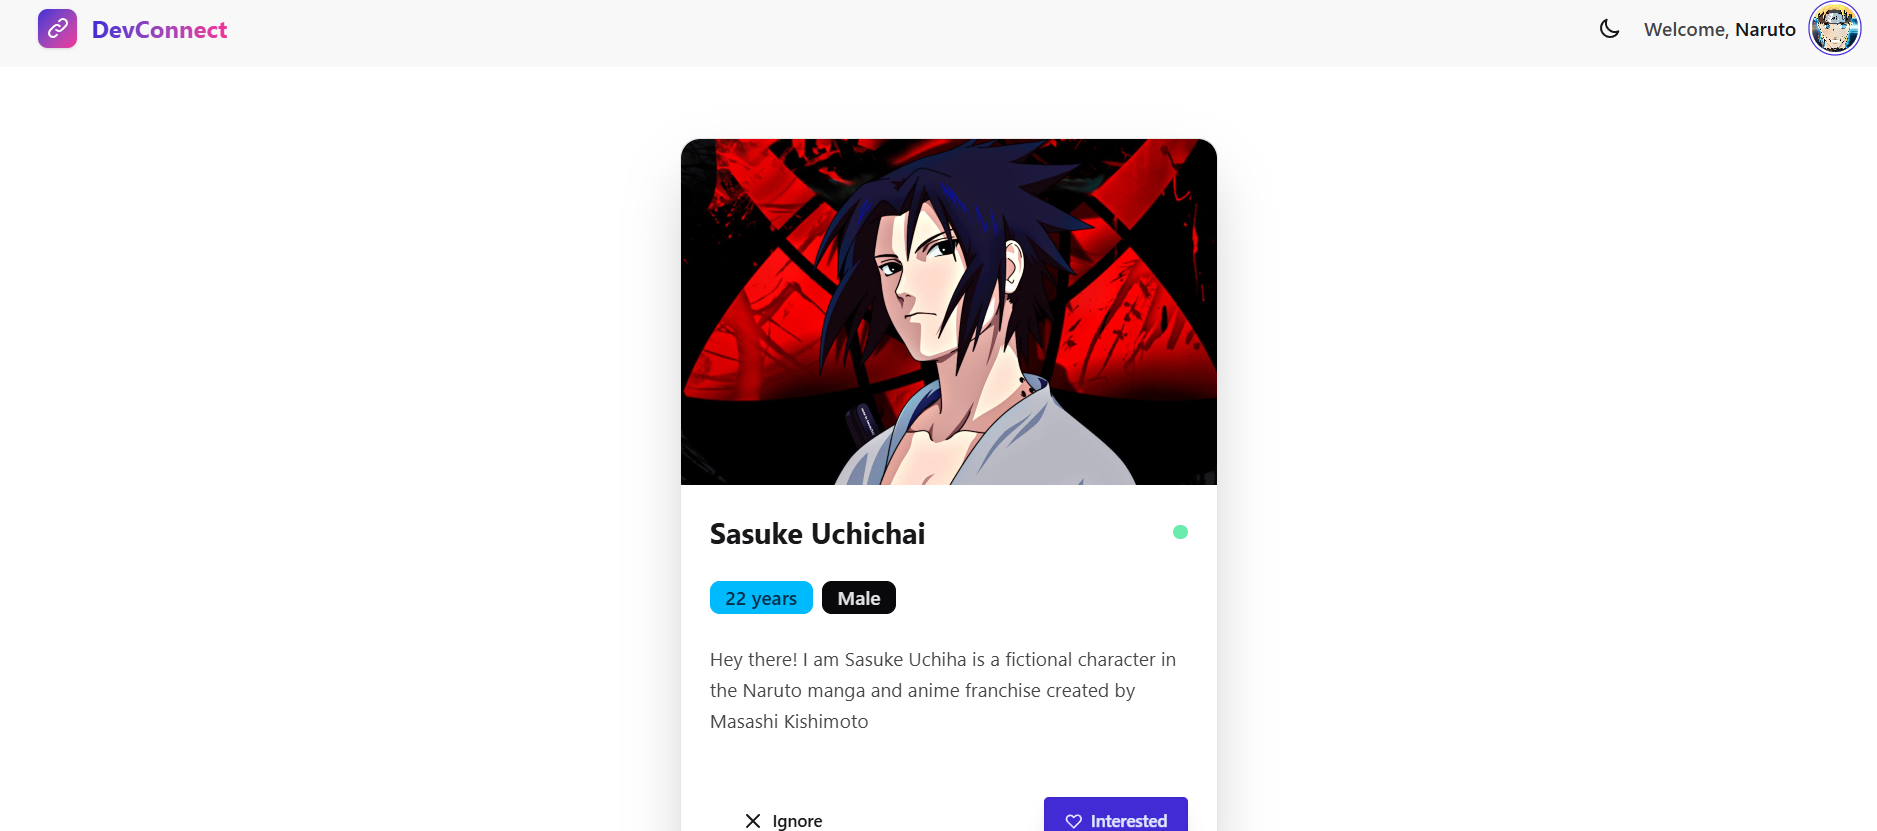 DevConnect
Welcome, Naruto
Sasuke Uchichai
22 years
Male
Hey there! I am Sasuke Uchiha is a fictional character in
the Naruto manga and anime franchise created by
Masashi Kishimoto
Ignore
Interested